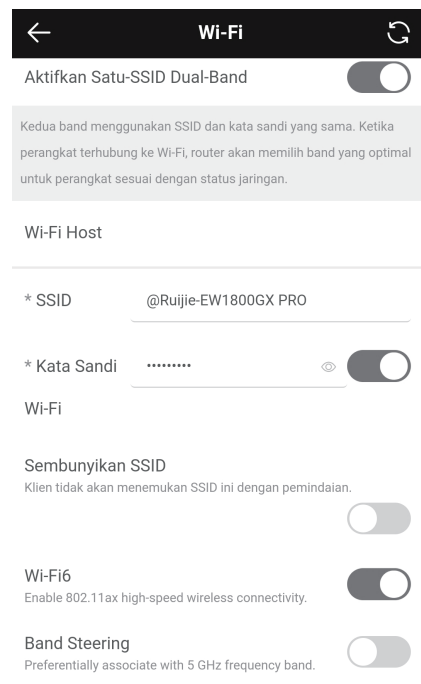 Wi-Fi
Aktifkan Satu-SSID Dual-Band
Kedua band menggunakan SSID dan kata sandi yang sama. Ketika
perangkat terhubung ke Wi-Fi, router akan memilih band yang optimal
untuk perangkat sesuai dengan status jaringan.
Wi-Fi Host
* SSID
@Ruijie-EW1800GX PRO
* Kata Sandi
•••••••••
Wi-Fi
Sembunyikan SSID
Klien tidak akan menemukan SSID ini dengan pemindaian.
Wi-Fi6
Enable 802.11ax high-speed wireless connectivity.
Band Steering
Preferentially associate with 5 GHz frequency band.